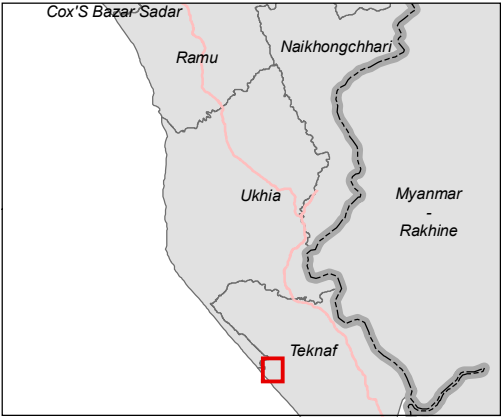 Cox'S Bazar Sadar
Naikhongchhari
Ramu
Ukhia
Myanmar
-
Rakhine
Teknaf